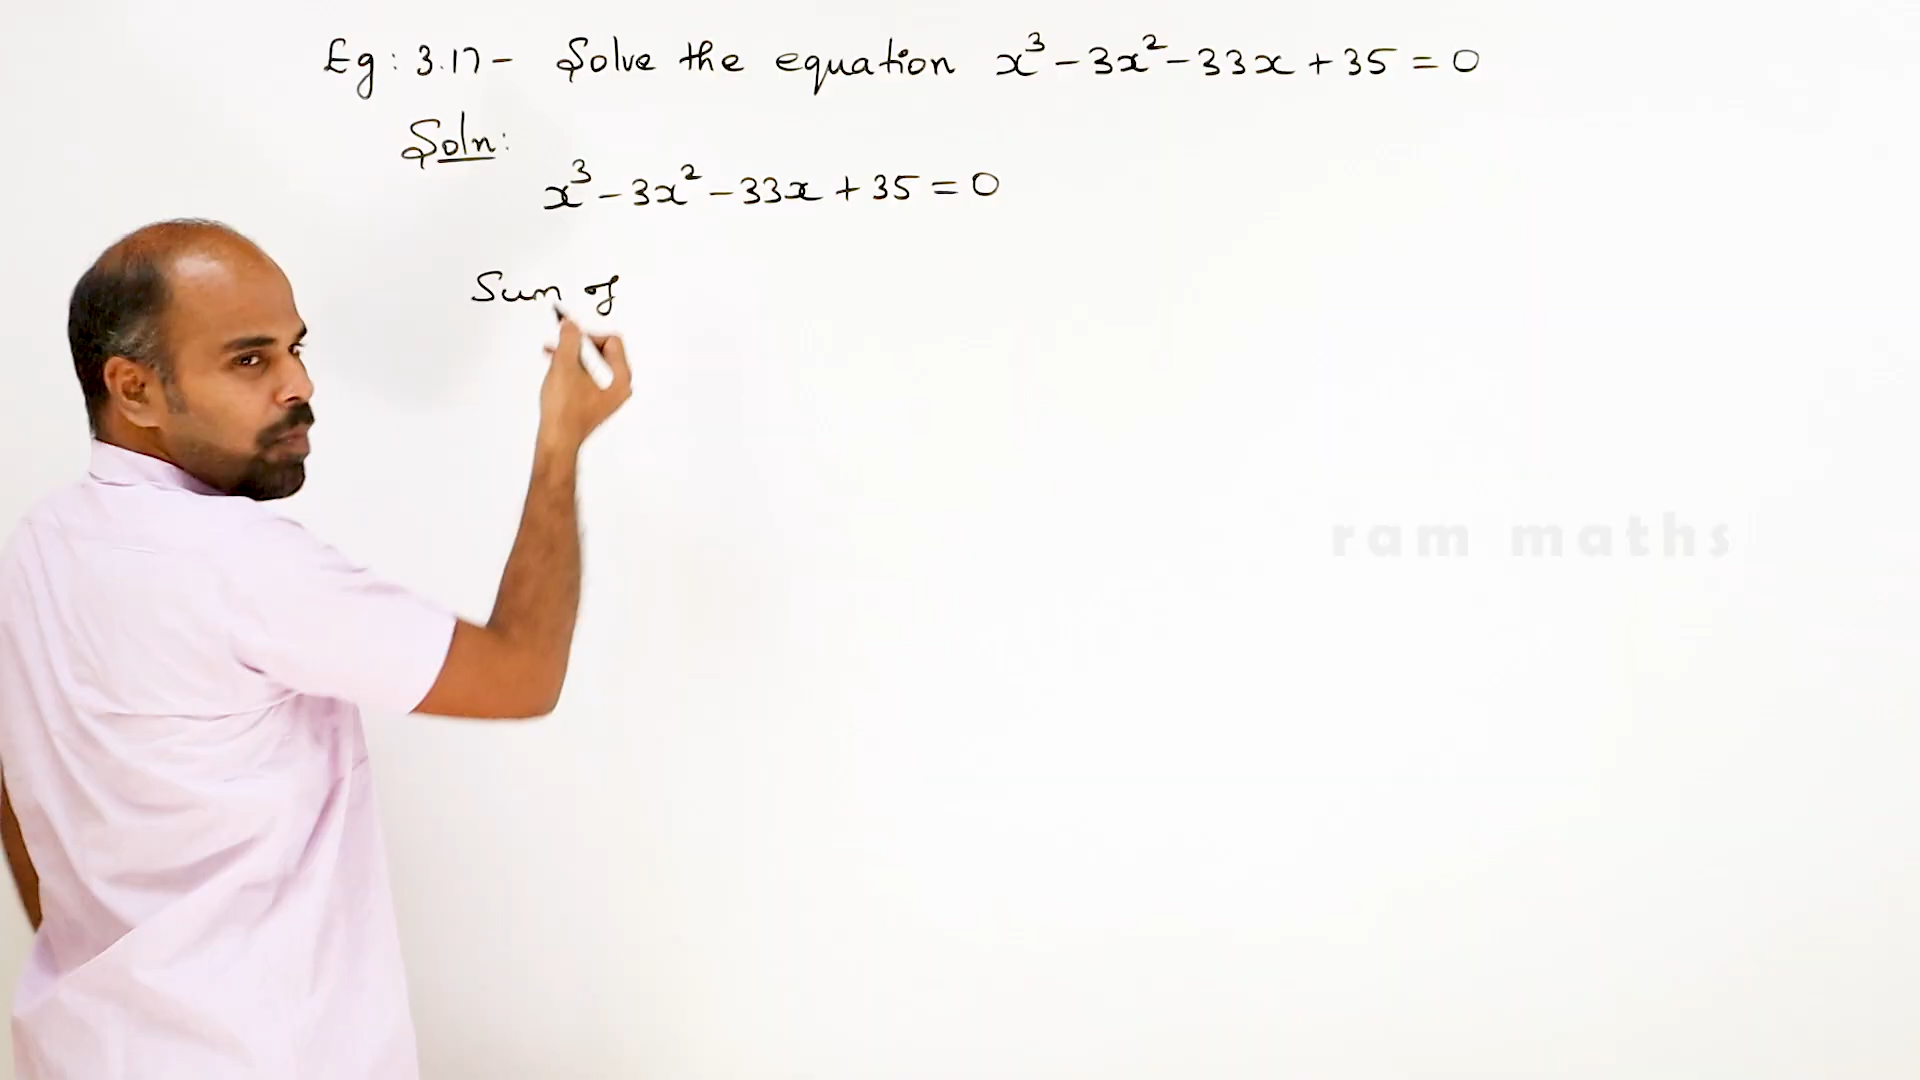 Eg: 3.17 - Solve the equation x³ - 3x² - 33x + 35 = 0
Soln:
x³ - 3x² - 33x + 35 = 0
Sum of
ram maths